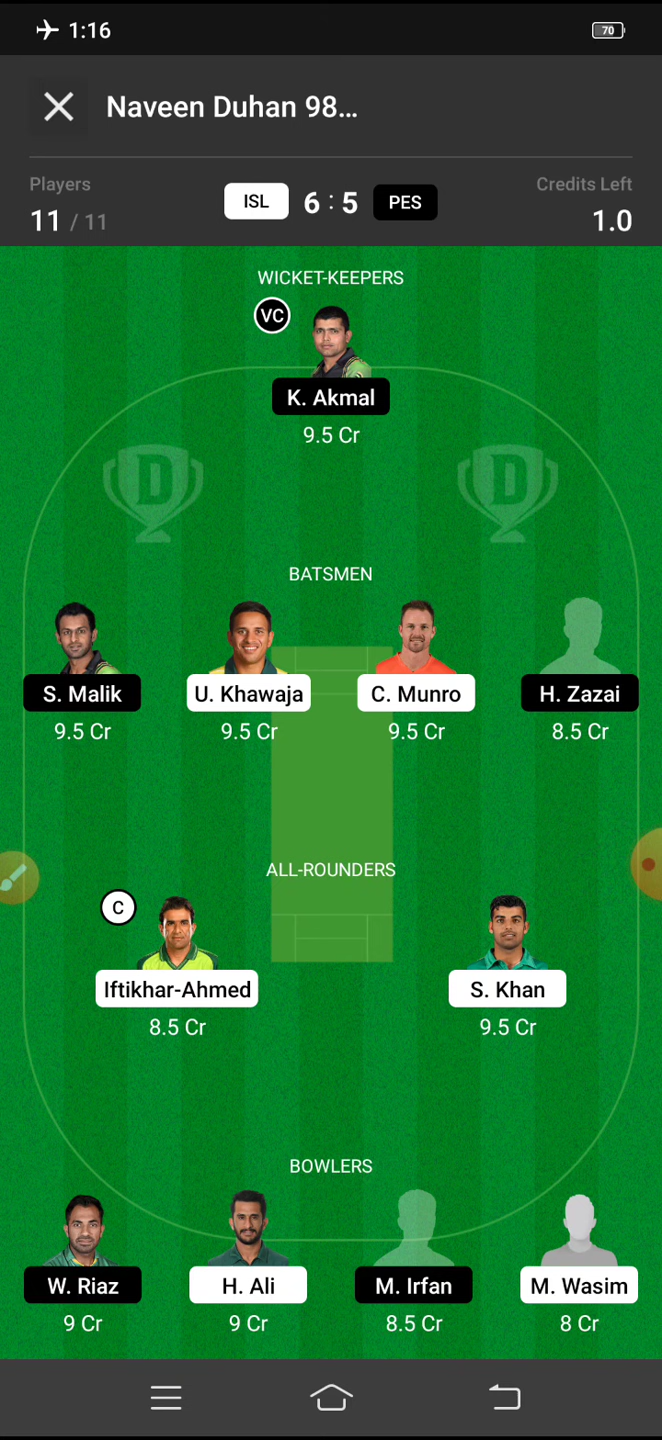 1:16
70
Naveen Duhan 98...
Players
Credits Left
11 / 11
ISL 6 : 5 PES
1.0
WICKET-KEEPERS
VC
K. Akmal
9.5 Cr
D D
BATSMEN
S. Malik U. Khawaja C. Munro H. Zazai
9.5 Cr 9.5 Cr 9.5 Cr 8.5 Cr
ALL-ROUNDERS
C
Iftikhar-Ahmed S. Khan
8.5 Cr 9.5 Cr
BOWLERS
W. Riaz H. Ali M. Irfan M. Wasim
9 Cr 9 Cr 8.5 Cr 8 Cr